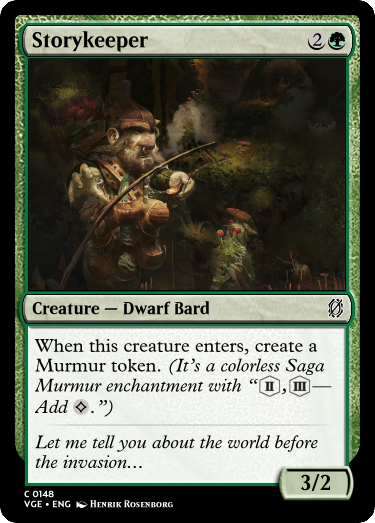 Storykeeper 2
Creature — Dwarf Bard
When this creature enters, create a
Murmur token. (It's a colorless Saga
Murmur enchantment with “II, III—
Add ◇.”)
Let me tell you about the world before
the invasion…
3/2
C 0148
VGE • ENG Henrik Rosenborg